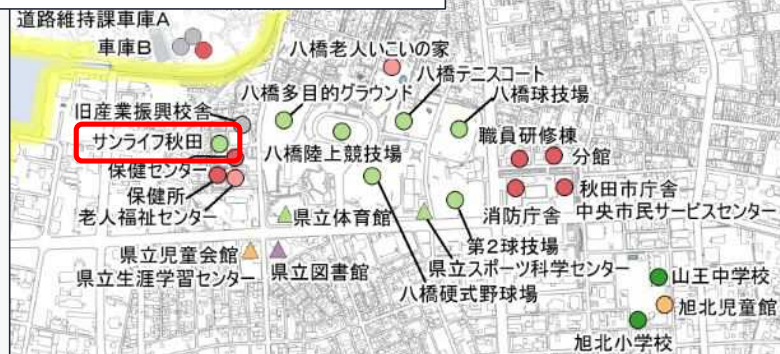 道路維持課車庫A
車庫B
八橋老人いこいの家
八橋テニスコート
八橋多目的グラウンド
八橋球技場
旧産業振興校舎
サンライフ秋田
職員研修棟
分館
八橋陸上競技場
保健センター
保健所
老人福祉センター
秋田市庁舎
中央市民サービスセンター
消防庁舎
県立体育館
第2球技場
県立児童会館
県立生涯学習センター
県立図書館
県立スポーツ科学センター
八橋硬式野球場
山王中学校
旭北児童館
旭北小学校